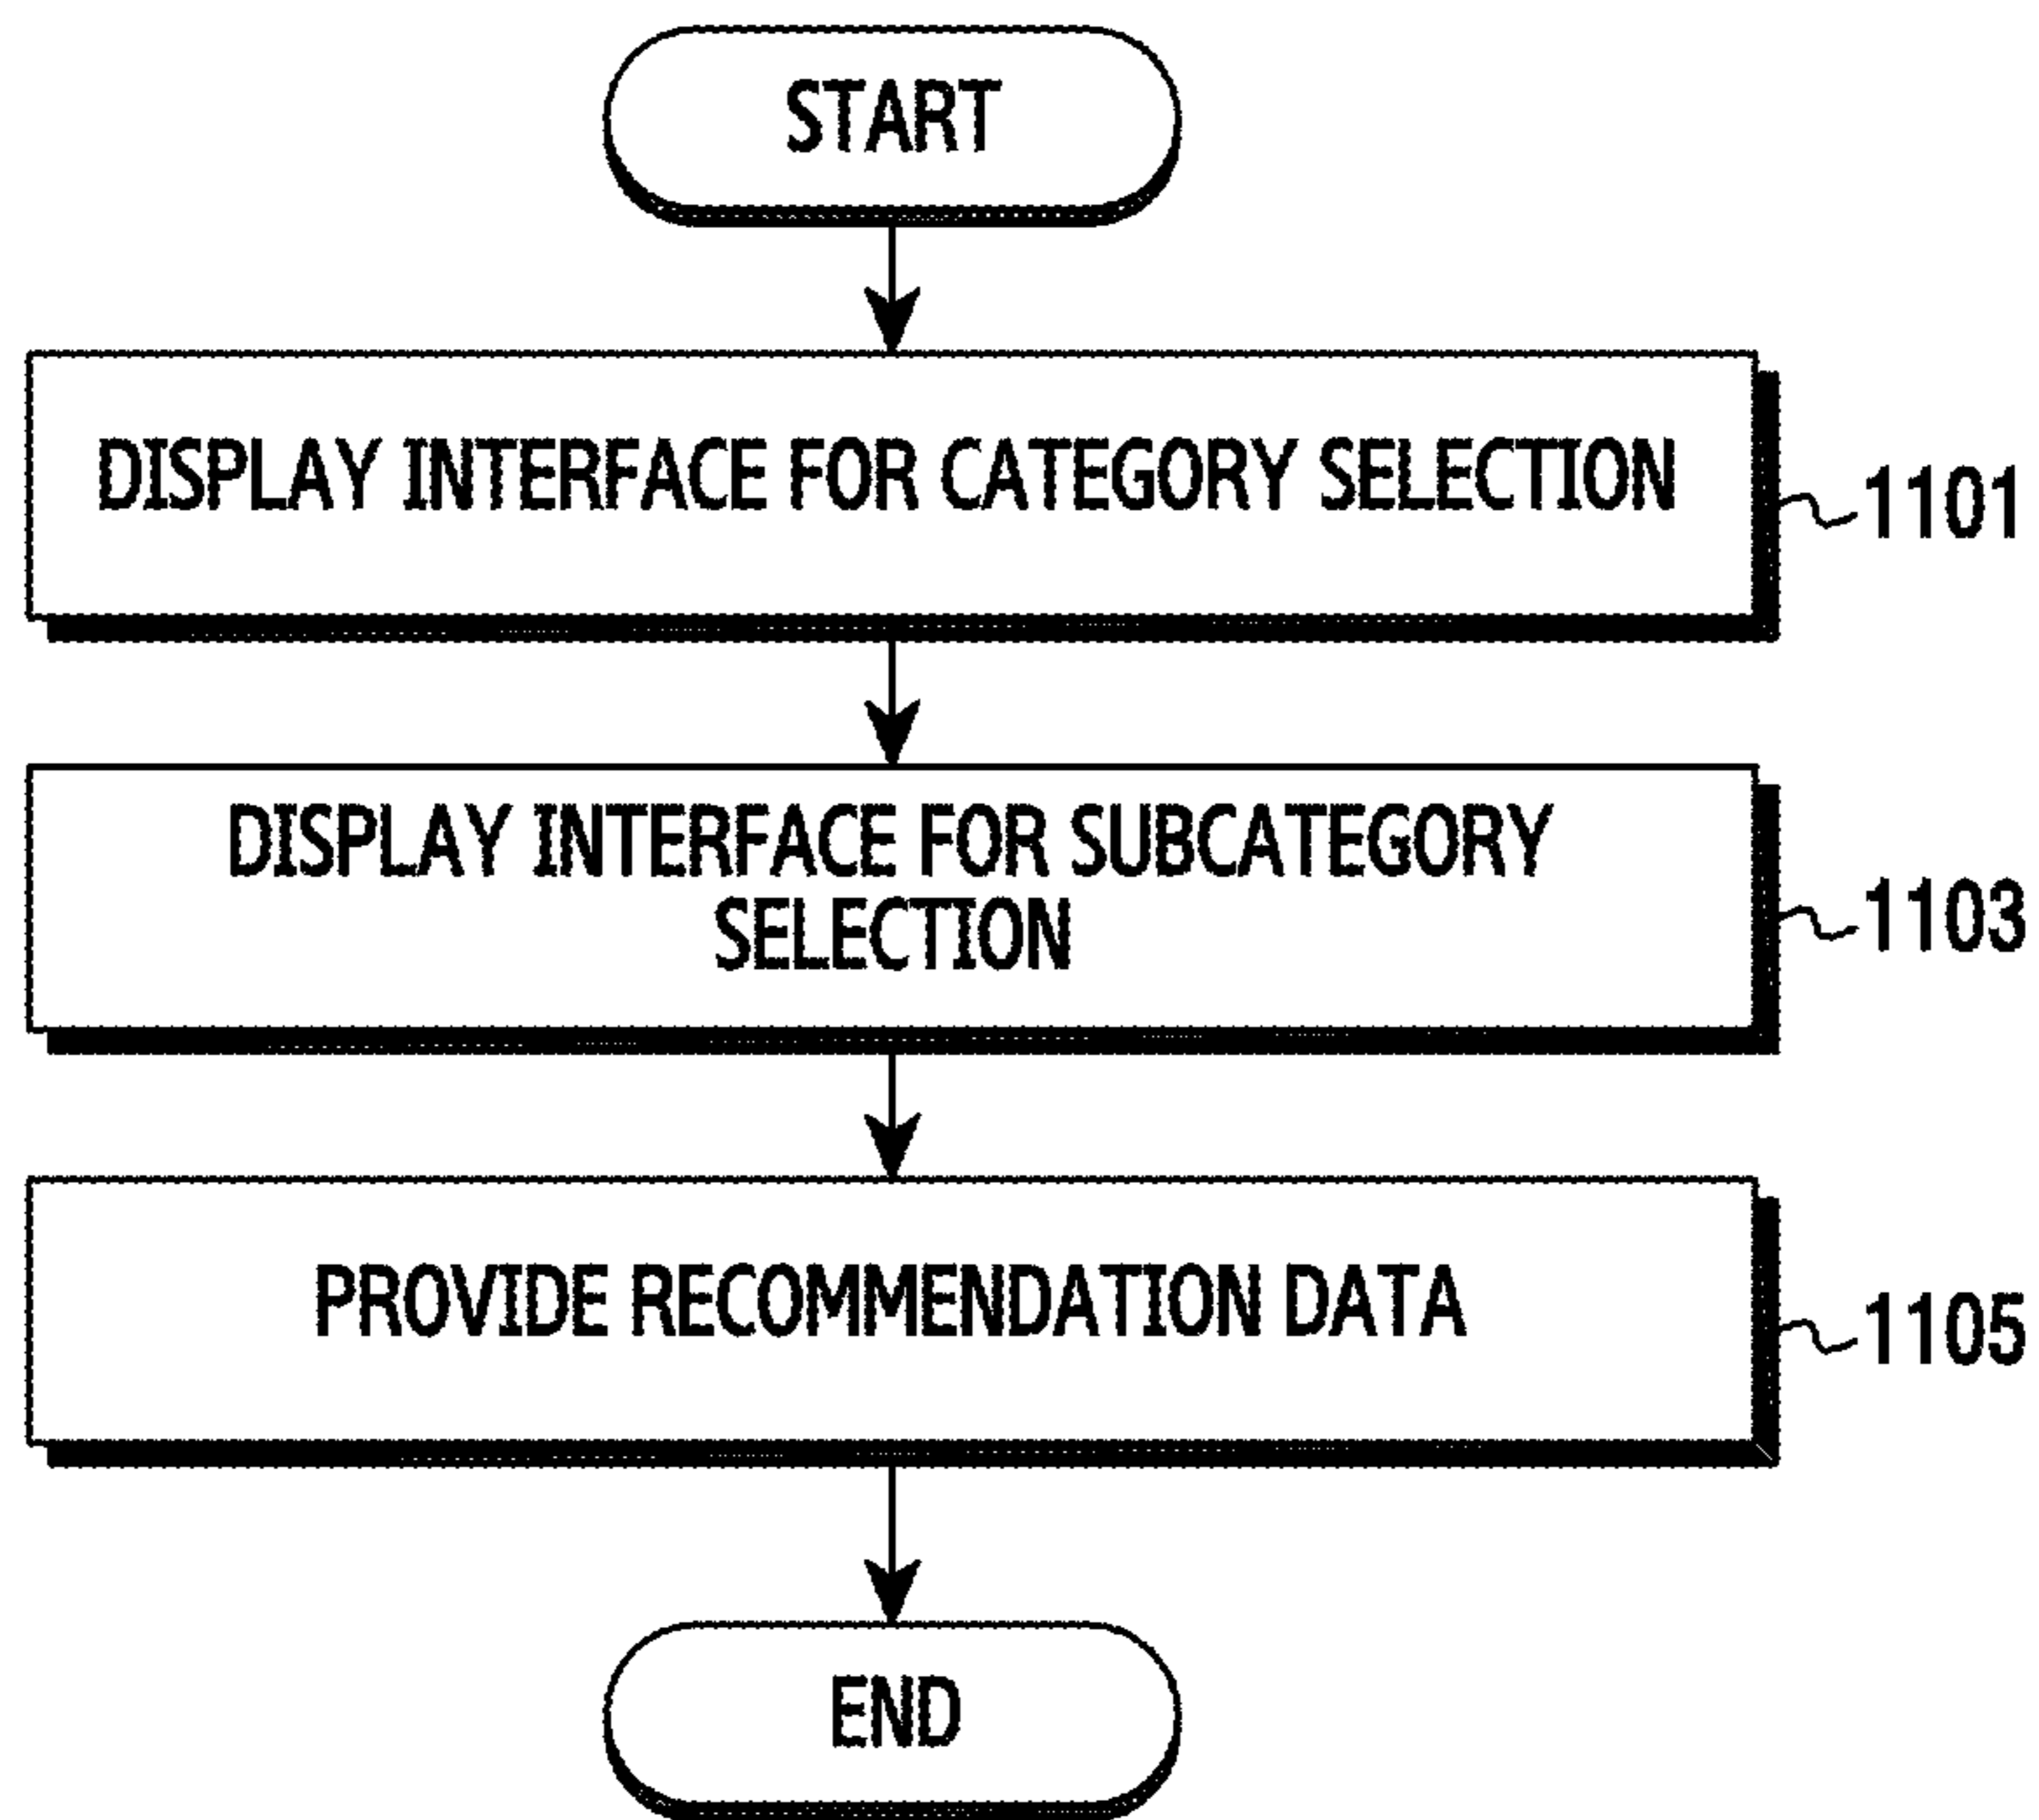 START
DISPLAY INTERFACE FOR CATEGORY SELECTION
1101
DISPLAY INTERFACE FOR SUBCATEGORY
SELECTION
1103
PROVIDE RECOMMENDATION DATA
1105
END